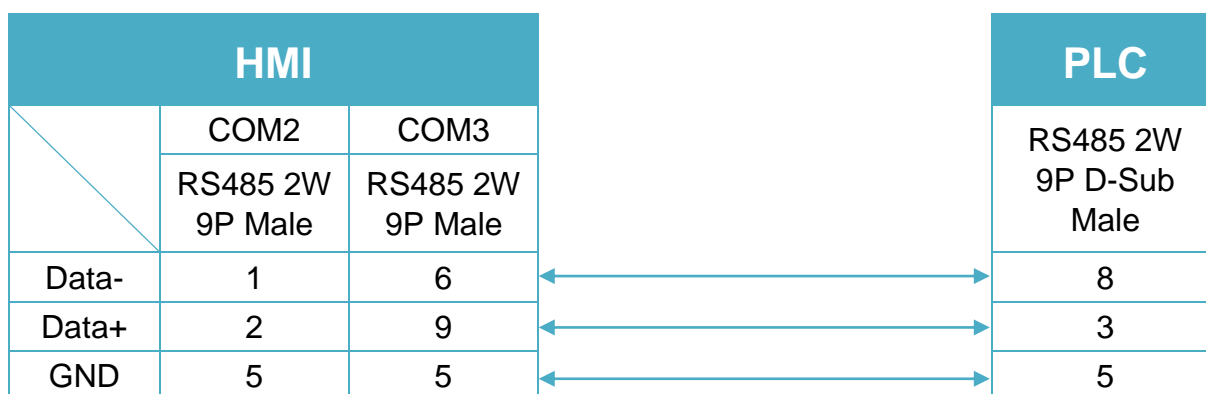 HMI PLC
COM2 COM3
RS485 2W
9P Male
RS485 2W
9P Male
RS485 2W
9P D-Sub
Male
Data- 1 6 8
Data+ 2 9 3
GND 5 5 5